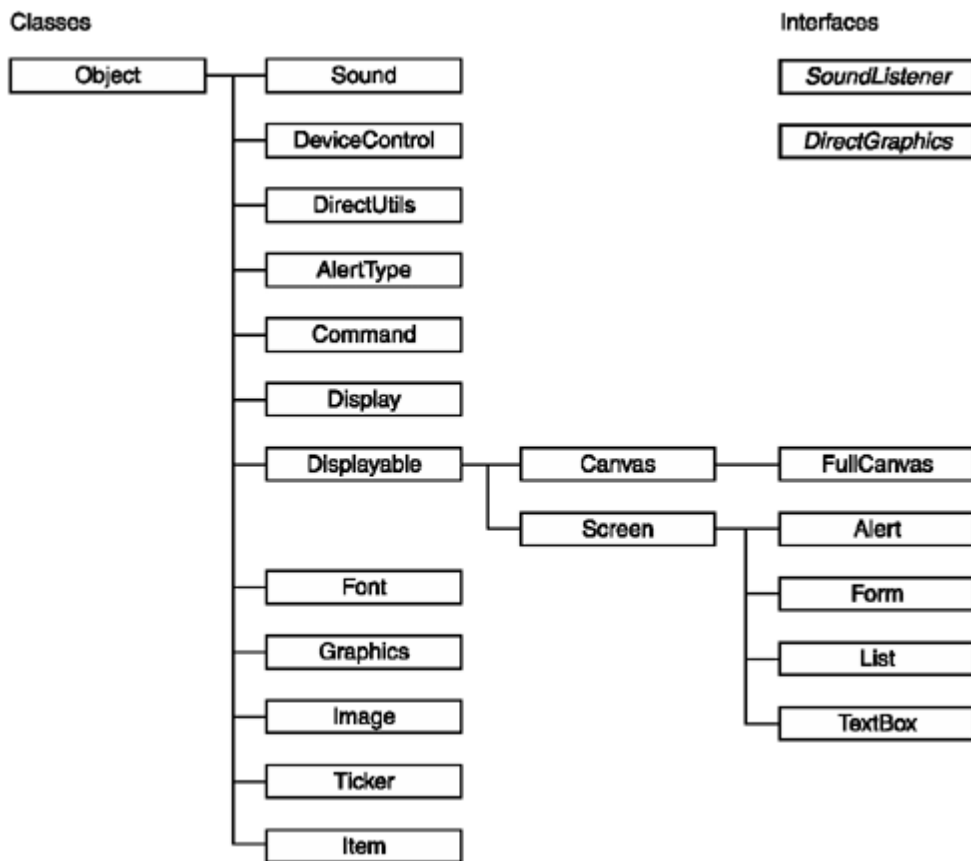 Classes
Interfaces
Object
Sound
SoundListener
DeviceControl
DirectGraphics
DirectUtils
AlertType
Command
Display
Displayable
Canvas
FullCanvas
Screen
Alert
Font
Form
Graphics
List
Image
TextBox
Ticker
Item